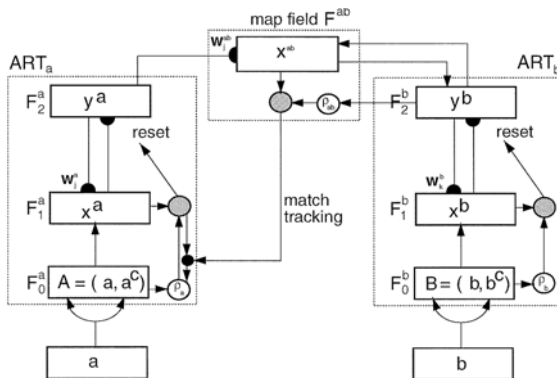 map field F^ab
ART_a
w_j^ab
x^ab
ART_b
F_2^a
y^a
ρ_ab
F_2^b
y^b
reset
reset
w_j^a
match
tracking
w_k^b
F_1^a
x^a
F_1^b
x^b
F_0^a
A = ( a, a^c)
ρ_a
F_0^b
B = ( b, b^c)
ρ_b
a
b